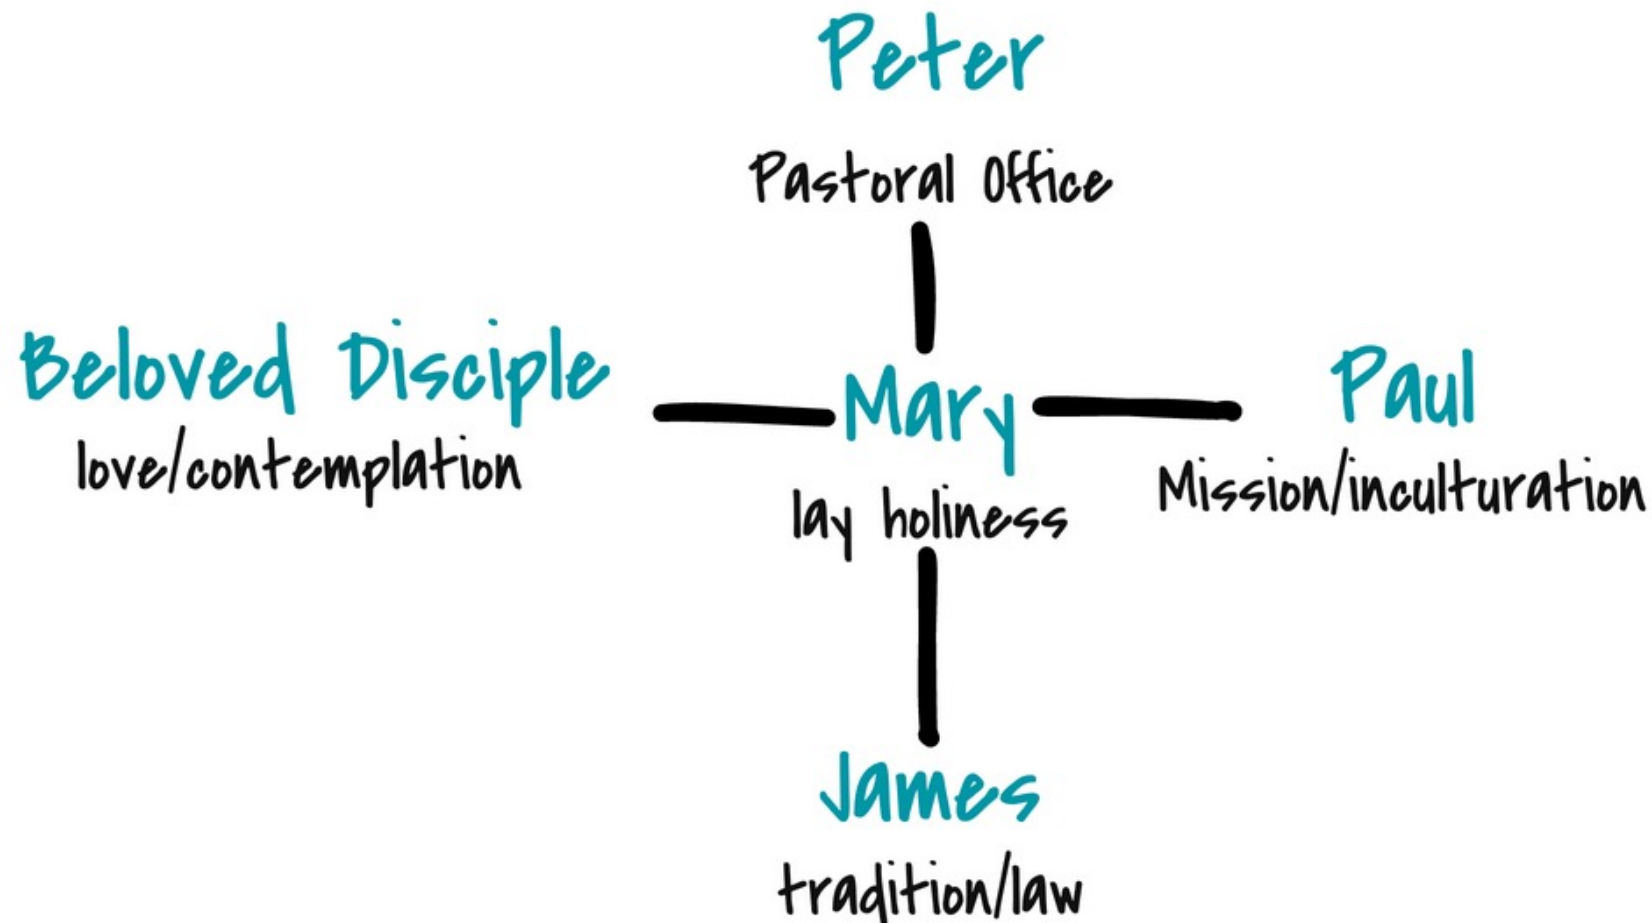 Peter
Pastoral Office
Beloved Disciple
love/contemplation
Mary
lay holiness
Paul
Mission/inculturation
James
tradition/law